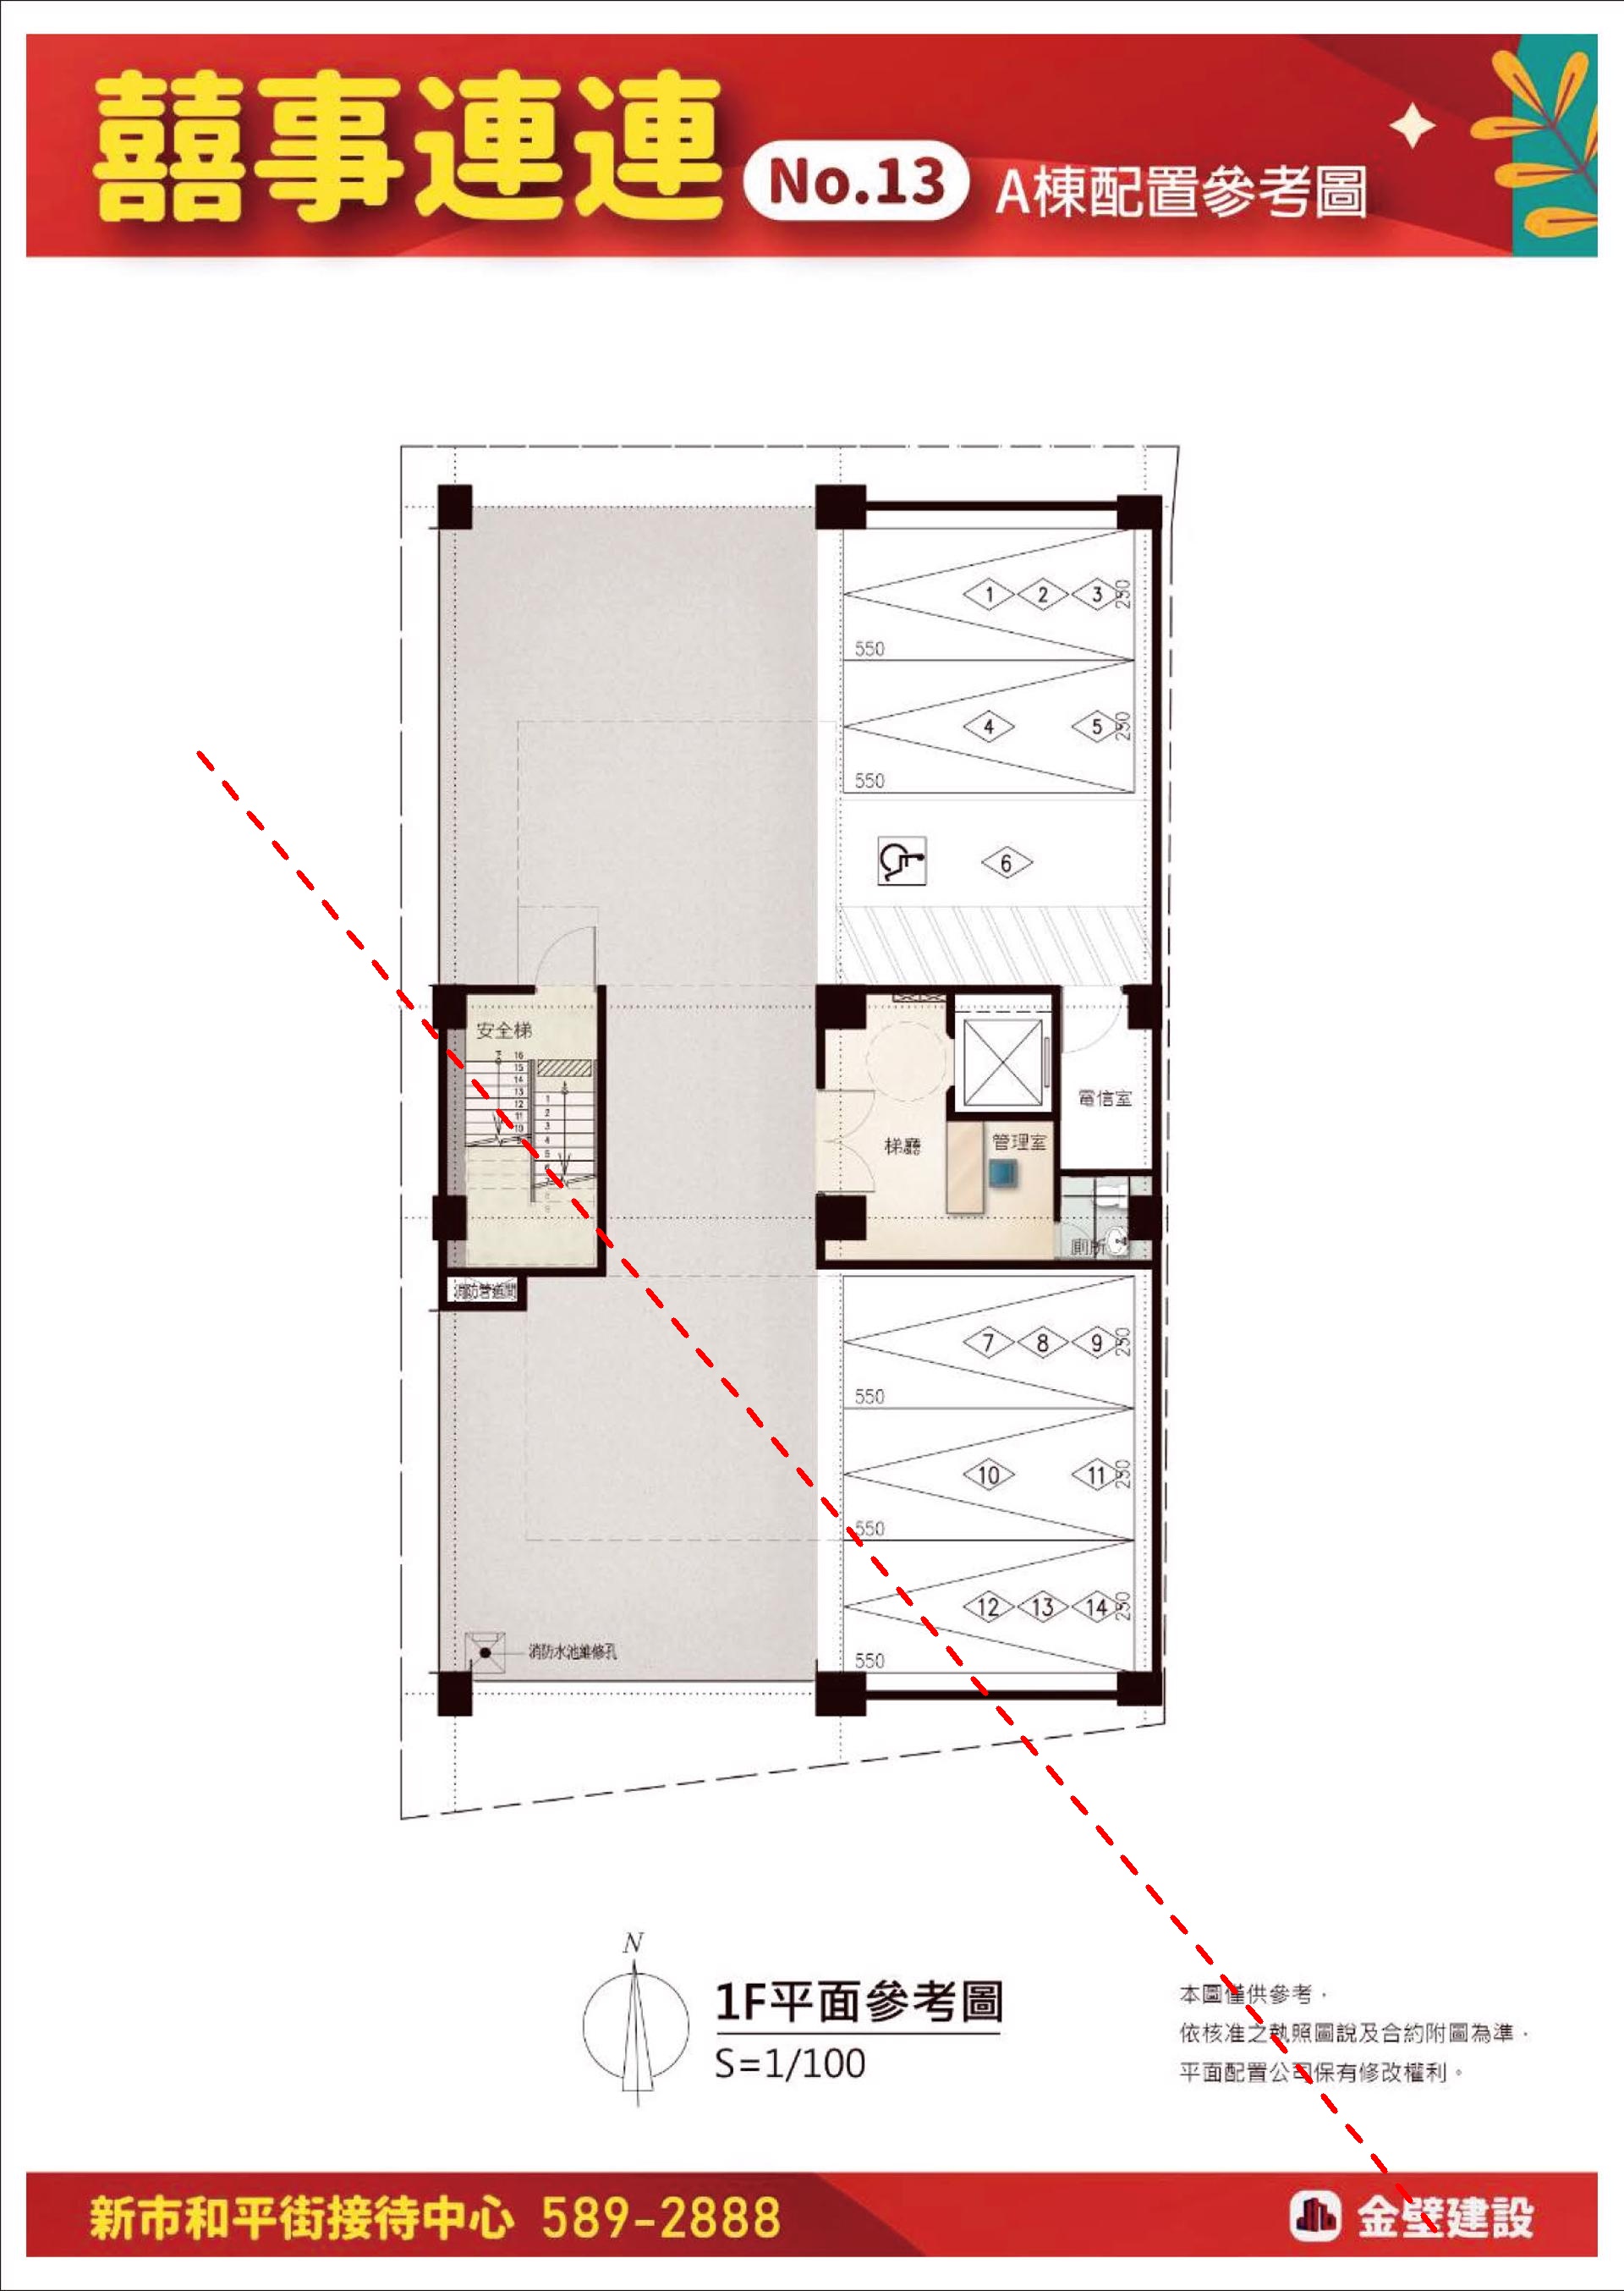 囍事連連 No.13 A棟配置參考圖
1 2 3 250
550
4 5 250
550
6
安全梯
16
15
14
13
12
11
10
1
2
3
4
5
6
7
8
9
電信室
梯廳
管理室
廁所
消防管道間
7 8 9 250
550
10 11 250
550
12 13 14 250
550
消防水池維修孔
N
1F平面參考圖
S=1/100
本圖僅供參考，
依核准之執照圖說及合約附圖為準，
平面配置公司保有修改權利。
新市和平街接待中心 589-2888
金壁建設